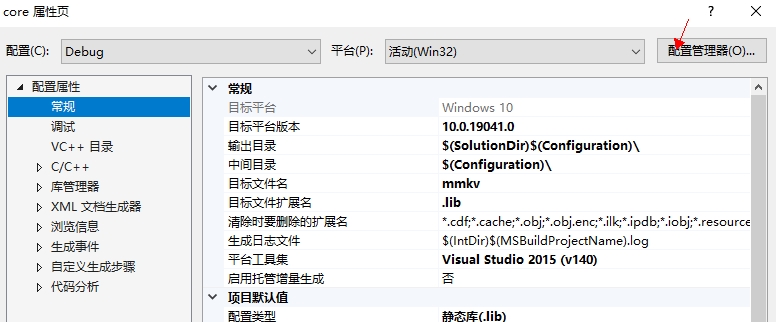 core 属性页
?
配置(C):
Debug
平台(P):
活动(Win32)
配置管理器(O)...
配置属性
常规
调试
VC++ 目录
C/C++
库管理器
XML 文档生成器
浏览信息
生成事件
自定义生成步骤
代码分析
常规
目标平台 Windows 10
目标平台版本 10.0.19041.0
输出目录 $(SolutionDir)$(Configuration)\
中间目录 $(Configuration)\
目标文件名 mmkv
目标文件扩展名 .lib
清除时要删除的扩展名 *.cdf;*.cache;*.obj;*.obj.enc;*.ilk;*.ipdb;*.iobj;*.resource
生成日志文件 $(IntDir)$(MSBuildProjectName).log
平台工具集 Visual Studio 2015 (v140)
启用托管增量生成 否
项目默认值
配置类型 静态库(.lib)